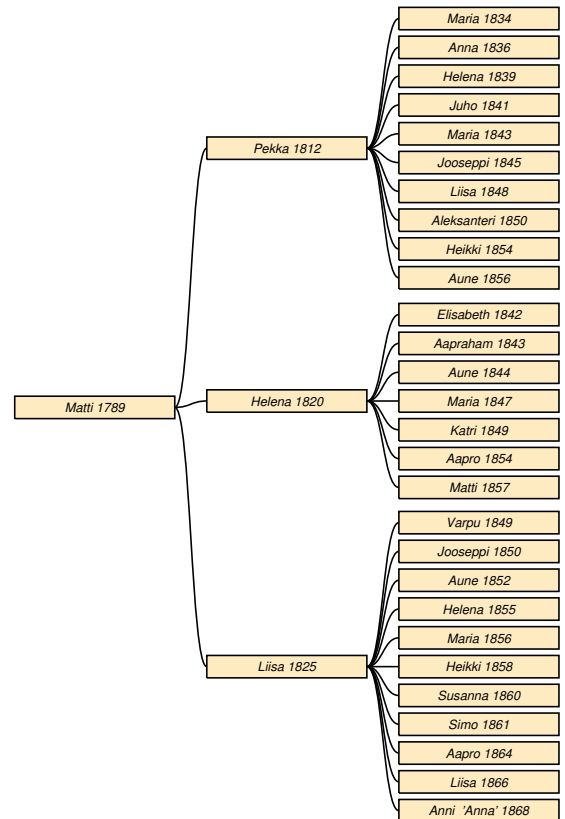 Maria 1834
Anna 1836
Helena 1839
Juho 1841
Pekka 1812
Maria 1843
Jooseppi 1845
Liisa 1848
Aleksanteri 1850
Heikki 1854
Aune 1856
Elisabeth 1842
Aapraham 1843
Aune 1844
Matti 1789
Helena 1820
Maria 1847
Katri 1849
Aapro 1854
Matti 1857
Varpu 1849
Jooseppi 1850
Aune 1852
Helena 1855
Maria 1856
Liisa 1825
Heikki 1858
Susanna 1860
Simo 1861
Aapro 1864
Liisa 1866
Anni 'Anna' 1868